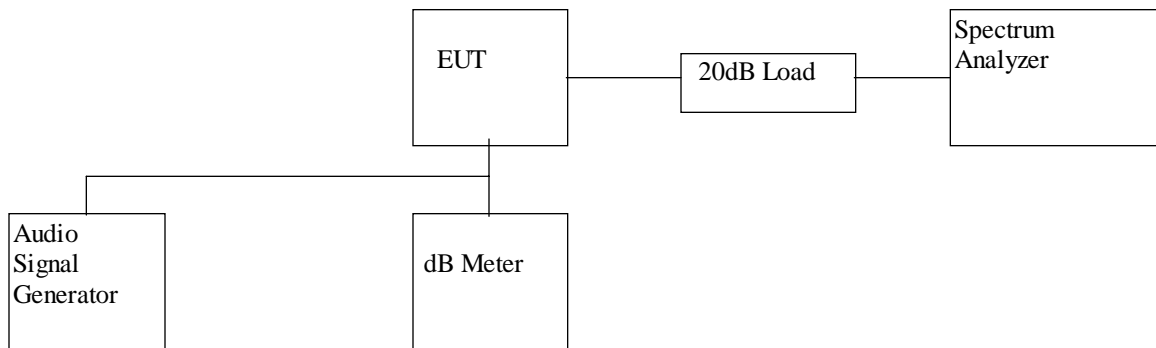 EUT
20dB Load
Spectrum
Analyzer
Audio
Signal
Generator
dB Meter